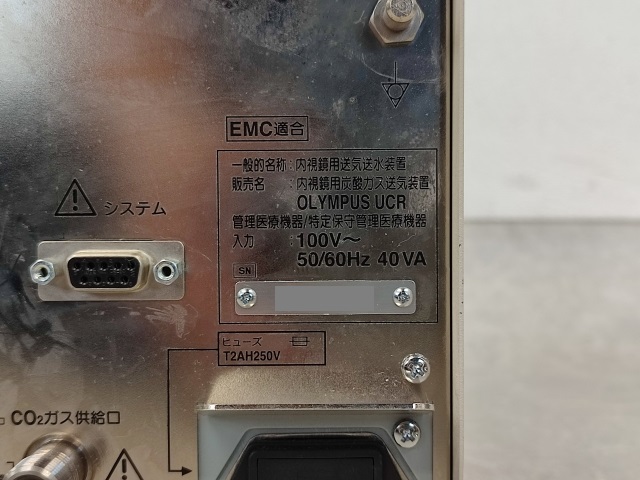 EMC適合
一般的名称：内視鏡用送気送水装置
販売名：内視鏡用炭酸ガス送気装置
OLYMPUS UCR
管理医療機器/特定保守管理医療機器
入力：100V～
50/60Hz 40VA
SN
システム
ヒューズ
T2AH250V
CO2ガス供給口